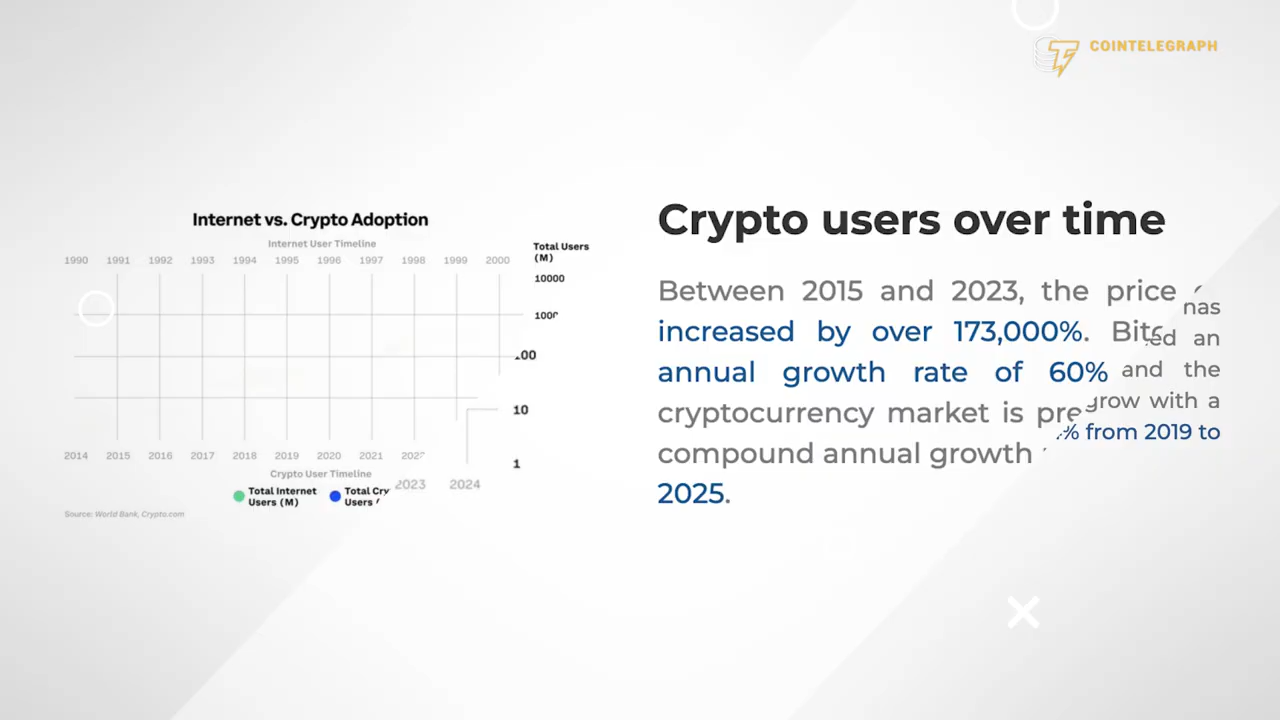 COINTELEGRAPH
Internet vs. Crypto Adoption
Internet User Timeline
Total Users
(M)
1990 1991 1992 1993 1994 1995 1996 1997 1998 1999 2000
10000
10
1
2014 2015 2016 2017 2018 2019 2020 2021
2023 2024
Crypto User Timeline
Total Internet
Users (M)
Total
Users
Source: World Bank, Crypto.com
Crypto users over time
Between 2015 and 2023, the price
has
increased by over 173,000%.
an
annual growth rate of 60% and the
cryptocurrency market is
grow with a
% from 2019 to
compound annual growth
2025.